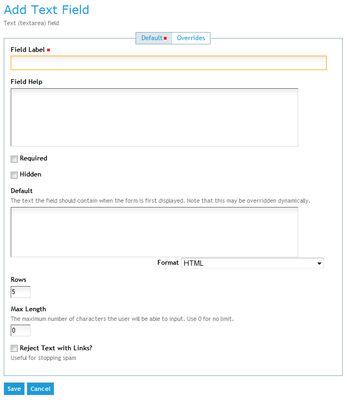 Add Text Field
Text (textarea) field
Default Overrides
Field Label
Field Help
Required
Hidden
Default
The text the field should contain when the form is first displayed. Note that this may be overridden dynamically.
Format HTML
Rows
5
Max Length
The maximum number of characters the user will be able to input. Use 0 for no limit.
0
Reject Text with Links?
Useful for stopping spam
Save Cancel